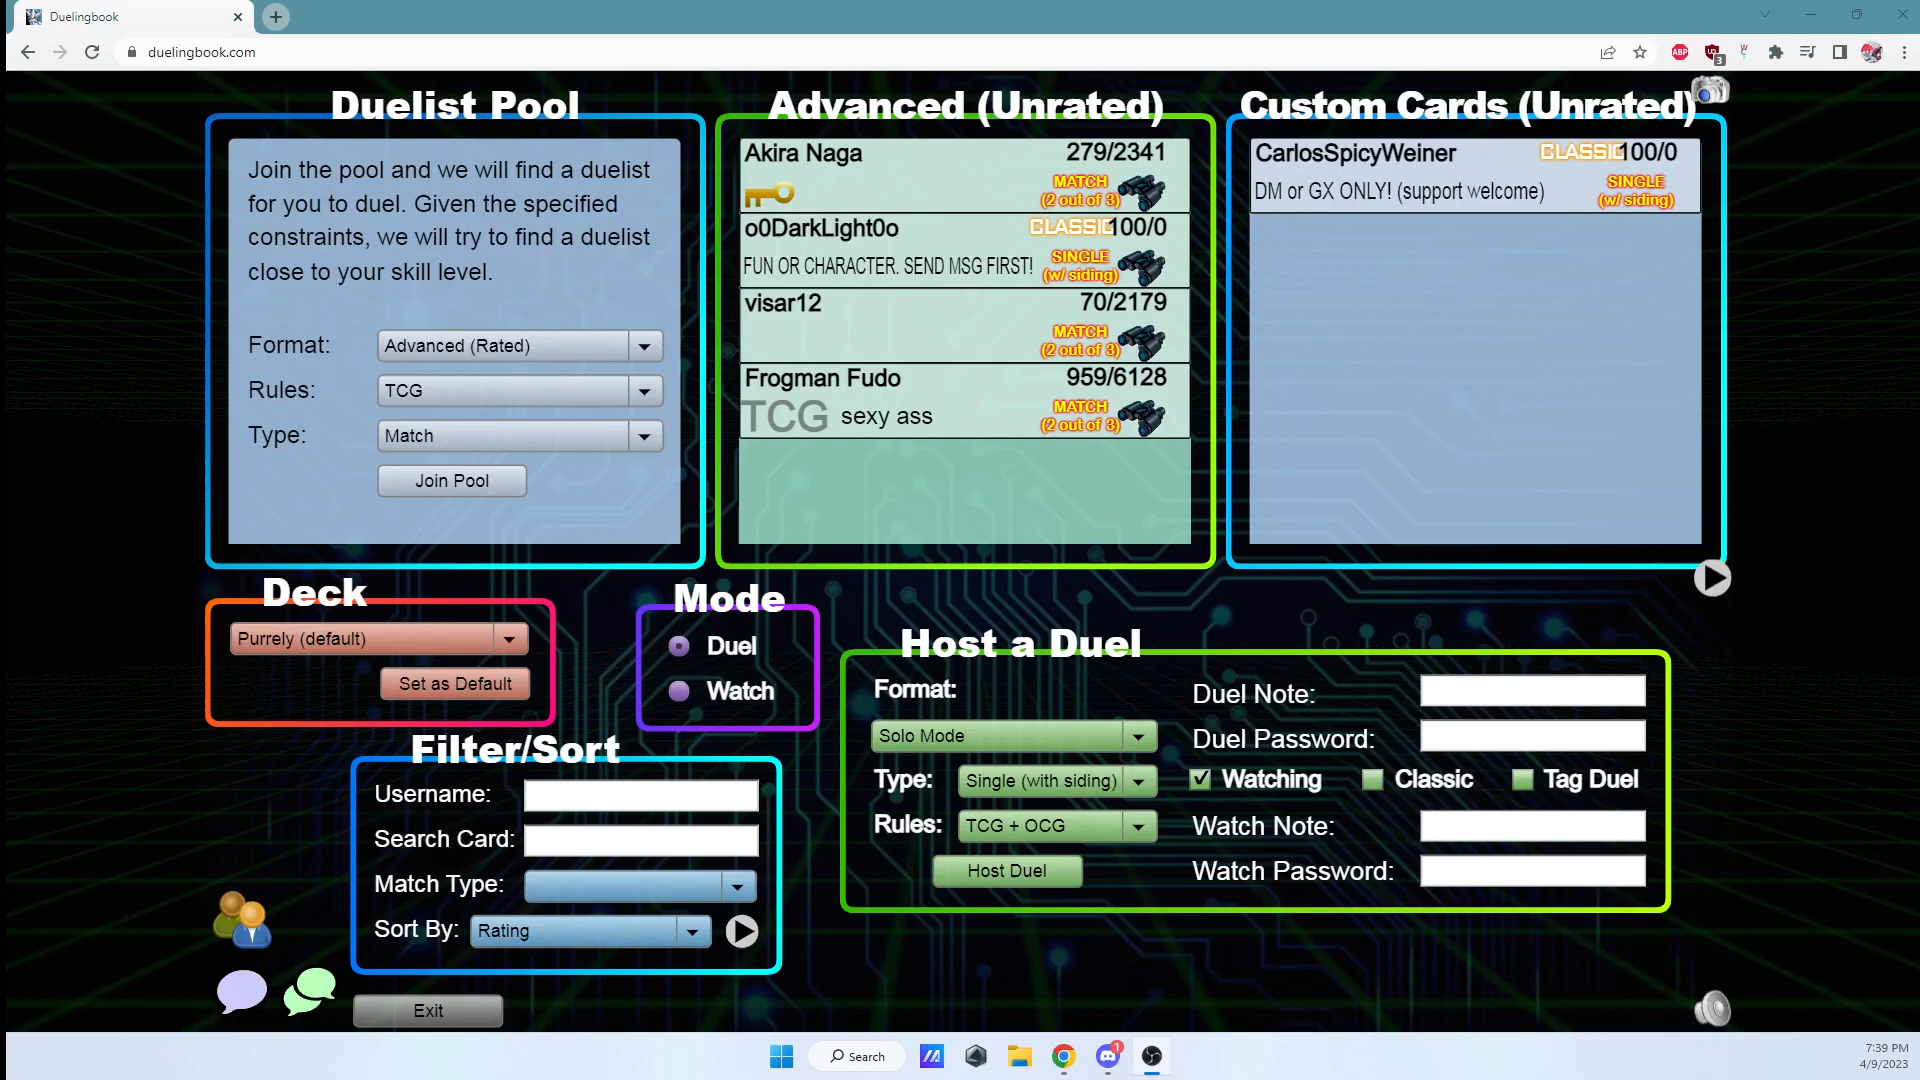 Duelingbook
duelingbook.com
ABP
3
Duelist Pool
Join the pool and we will find a duelist
for you to duel. Given the specified
constraints, we will try to find a duelist
close to your skill level.
Format:
Advanced (Rated)
Rules:
TCG
Type:
Match
Join Pool
Advanced (Unrated)
Akira Naga
279/2341
MATCH
(2 out of 3)
o0DarkLight0o
CLASSIC
100/0
FUN OR CHARACTER. SEND MSG FIRST!
SINGLE
(w/ siding)
visar12
70/2179
MATCH
(2 out of 3)
Frogman Fudo
959/6128
TCG
sexy ass
MATCH
(2 out of 3)
Custom Cards (Unrated)
CarlosSpicyWeiner
CLASSIC
100/0
DM or GX ONLY! (support welcome)
SINGLE
(w/ siding)
Deck
Purrely (default)
Set as Default
Mode
Duel
Watch
Filter/Sort
Username:
Search Card:
Match Type:
Sort By:
Rating
Host a Duel
Format:
Solo Mode
Type:
Single (with siding)
Rules:
TCG + OCG
Host Duel
Duel Note:
Duel Password:
Watching
Classic
Tag Duel
Watch Note:
Watch Password:
Exit
Search
1
7:39 PM
4/9/2023